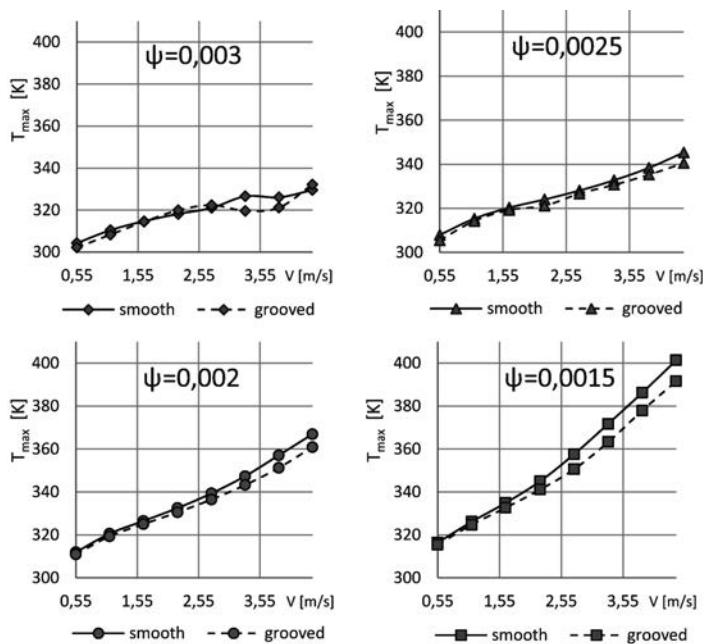 T_max [K]
400
380
360
340
320
300
ψ=0,003
0,55 1,55 2,55 3,55 V [m/s]
smooth grooved
T_max [K]
400
380
360
340
320
300
ψ=0,0025
0,55 1,55 2,55 3,55 V [m/s]
smooth grooved
T_max [K]
400
380
360
340
320
300
ψ=0,002
0,55 1,55 2,55 3,55 V [m/s]
smooth grooved
T_max [K]
400
380
360
340
320
300
ψ=0,0015
0,55 1,55 2,55 3,55 V [m/s]
smooth grooved